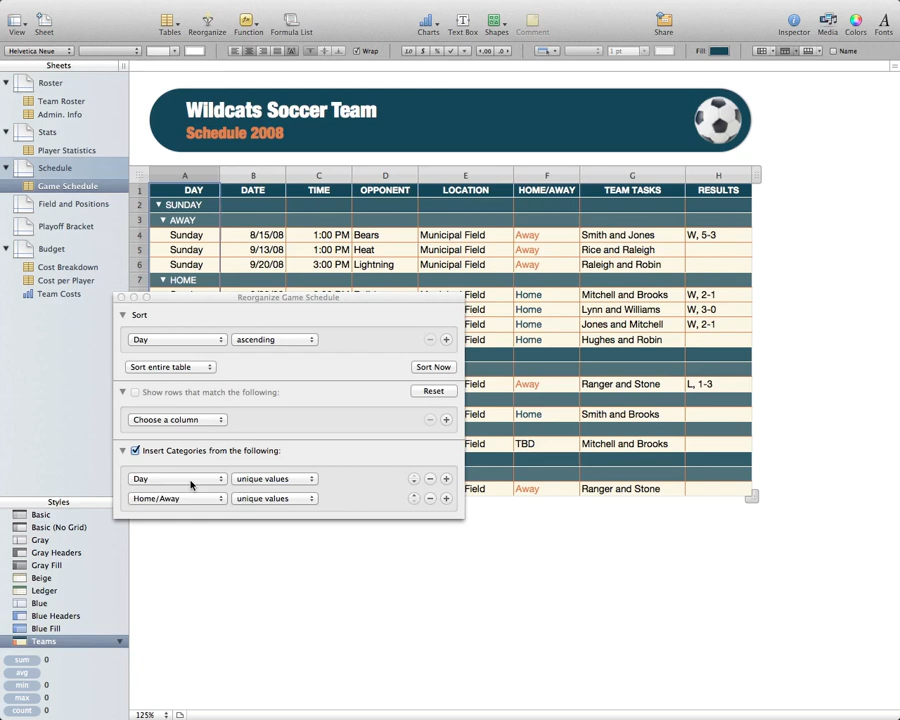 View Sheet Tables Reorganize Function Formula List Charts Text Box Shapes Comment Share Inspector Media Colors Fonts
Helvetica Neue Wrap 1.0 $ % 1 pt Fill: Name
Sheets
Roster
Team Roster
Admin. Info
Stats
Player Statistics
Schedule
Game Schedule
Field and Positions
Playoff Bracket
Budget
Cost Breakdown
Cost per Player
Team Costs
Styles
Basic
Basic (No Grid)
Gray
Gray Headers
Gray Fill
Beige
Ledger
Blue
Blue Headers
Blue Fill
Teams
sum 0
avg
min 0
max 0
count 0
Wildcats Soccer Team
Schedule 2008
A B C D E F G H
1 DAY DATE TIME OPPONENT LOCATION HOME/AWAY TEAM TASKS RESULTS
2 SUNDAY
3 AWAY
4 Sunday 8/15/08 1:00 PM Bears Municipal Field Away Smith and Jones W, 5-3
5 Sunday 9/13/08 1:00 PM Heat Municipal Field Away Rice and Raleigh
6 Sunday 9/20/08 3:00 PM Lightning Municipal Field Away Raleigh and Robin
7 HOME
Field Home Mitchell and Brooks W, 2-1
Field Home Lynn and Williams W, 3-0
Field Home Jones and Mitchell W, 2-1
Field Home Hughes and Robin
Field Away Ranger and Stone L, 1-3
Field Home Smith and Brooks
Field TBD Mitchell and Brooks
Field Away Ranger and Stone
Reorganize Game Schedule
Sort
Day ascending
Sort entire table Sort Now
Show rows that match the following: Reset
Choose a column
Insert Categories from the following:
Day unique values
Home/Away unique values
125%